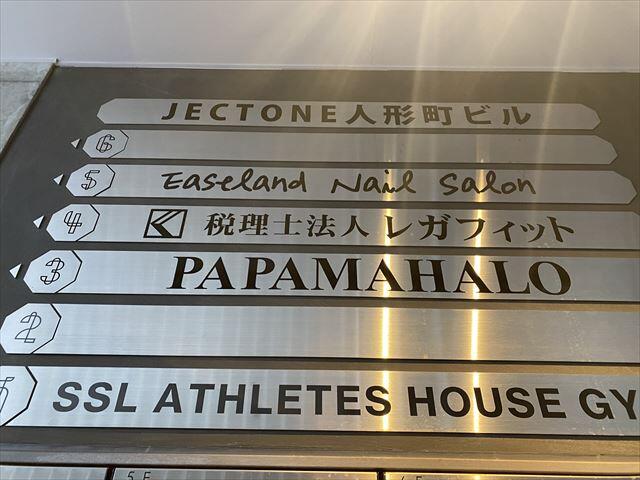 JECTONE人形町ビル
6
5 Easeland Nail Salon
4 税理士法人レガフィット
3 PAPAMAHALO
2
SSL ATHLETES HOUSE GY
5F